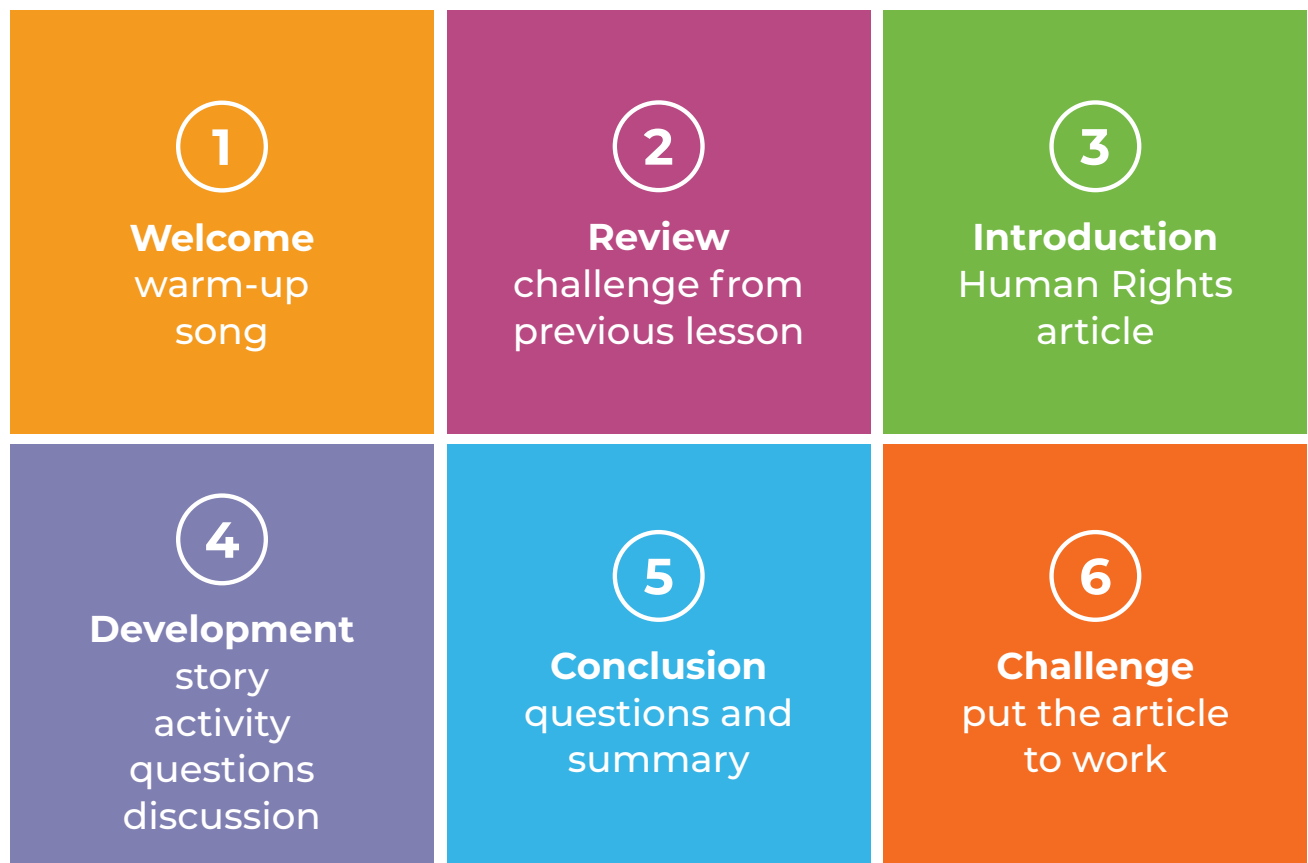 1
Welcome
warm-up
song
2
Review
challenge from
previous lesson
3
Introduction
Human Rights
article
4
Development
story
activity
questions
discussion
5
Conclusion
questions and
summary
6
Challenge
put the article
to work